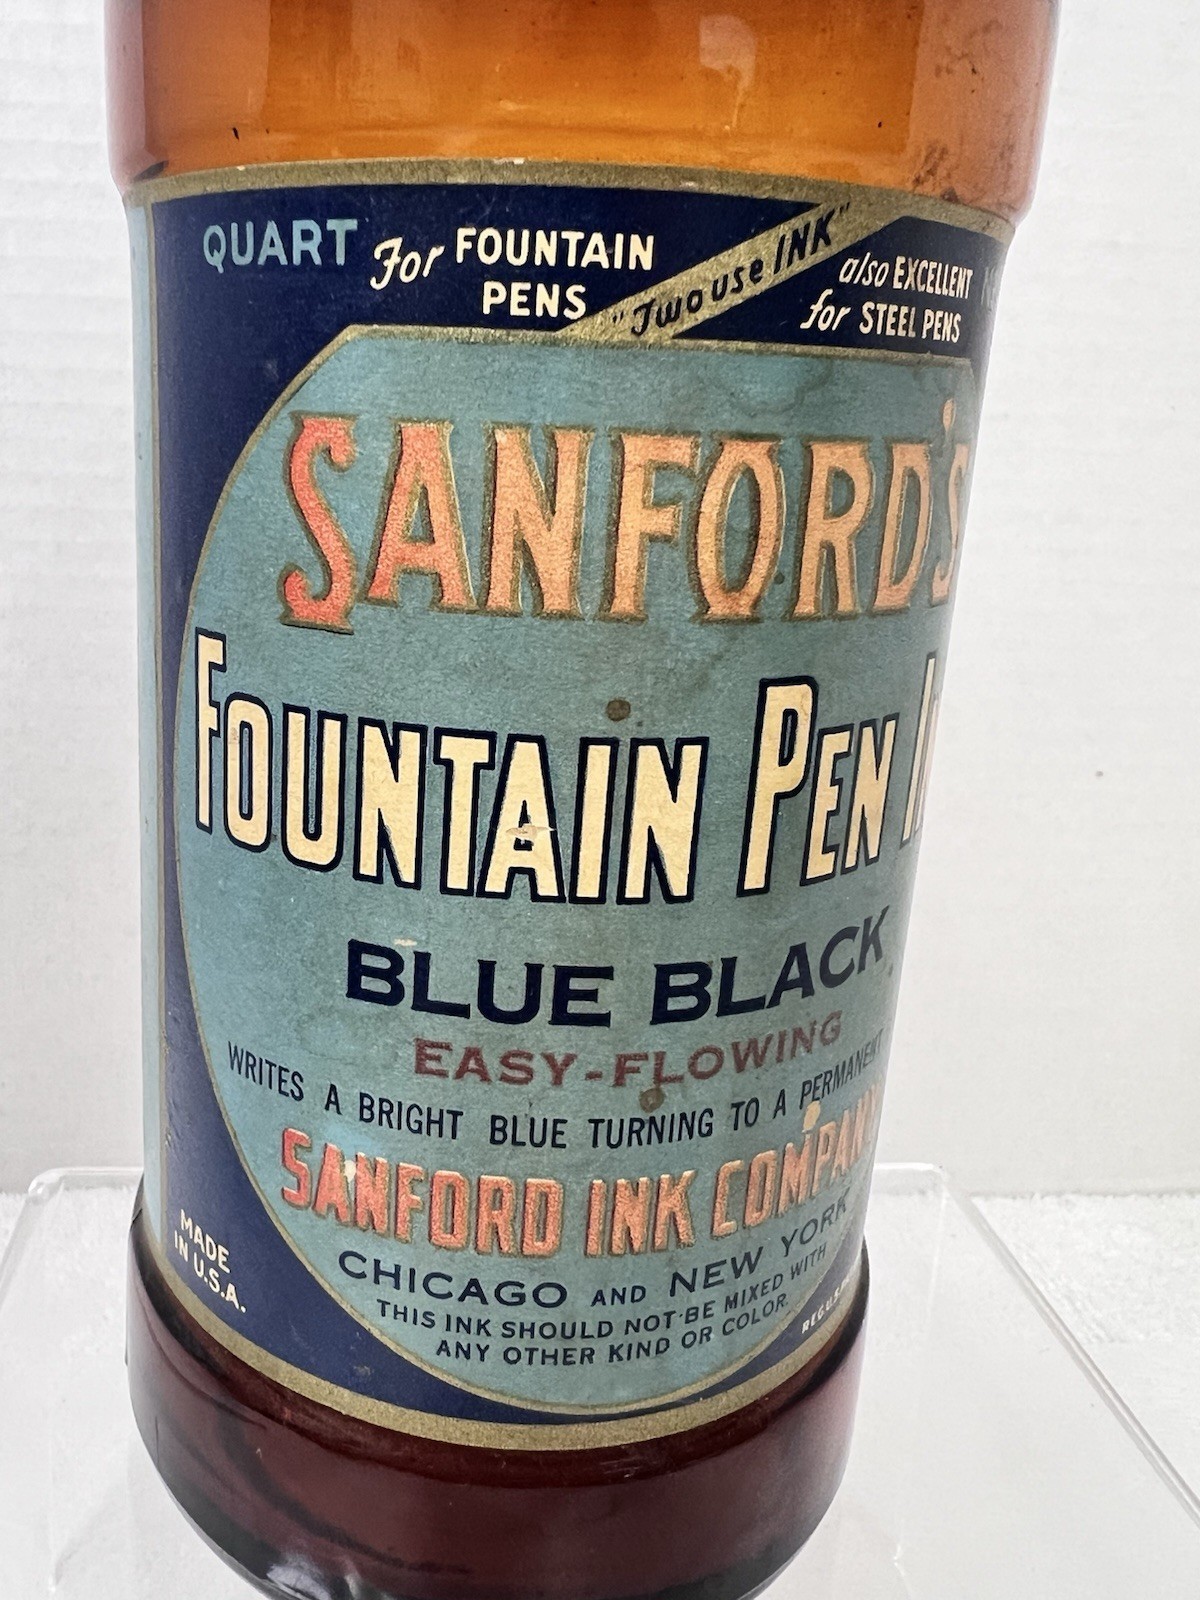 QUART For FOUNTAIN PENS
"Two use INK"
also EXCELLENT
for STEEL PENS
SANFORD'S
FOUNTAIN PEN
BLUE BLACK
EASY-FLOWING
WRITES A BRIGHT BLUE TURNING TO A PERMANENT
SANFORD INK COMPANY
CHICAGO AND NEW YORK
THIS INK SHOULD NOT BE MIXED WITH
ANY OTHER KIND OR COLOR.
MADE
IN U.S.A.